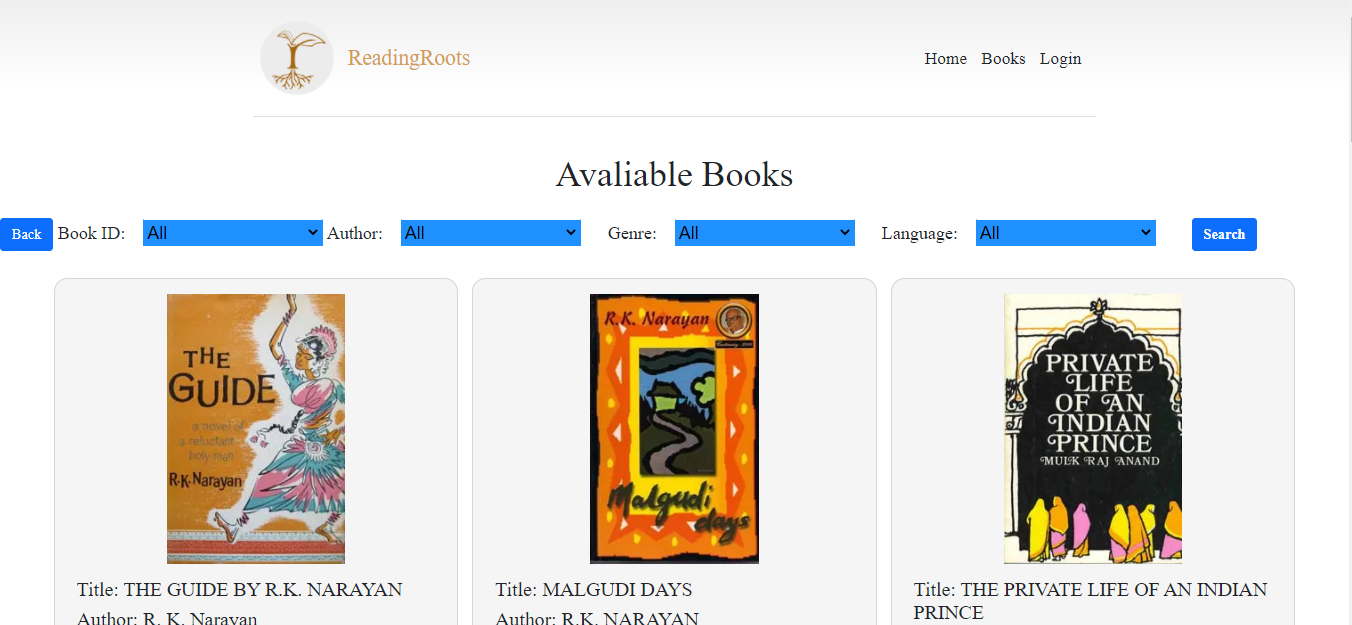 ReadingRoots
Home Books Login
Avaliable Books
Back Book ID: All Author: All Genre: All Language: All Search
THE
GUIDE
a novel of
a reluctant
holy man
R.K. Narayan
R.K. Narayan
Malgudi
days
PRIVATE
LIFE
OF AN
INDIAN
PRINCE
MULK RAJ ANAND
Title: THE GUIDE BY R.K. NARAYAN
Author: R. K. Narayan
Title: MALGUDI DAYS
Author: R.K. NARAYAN
Title: THE PRIVATE LIFE OF AN INDIAN
PRINCE